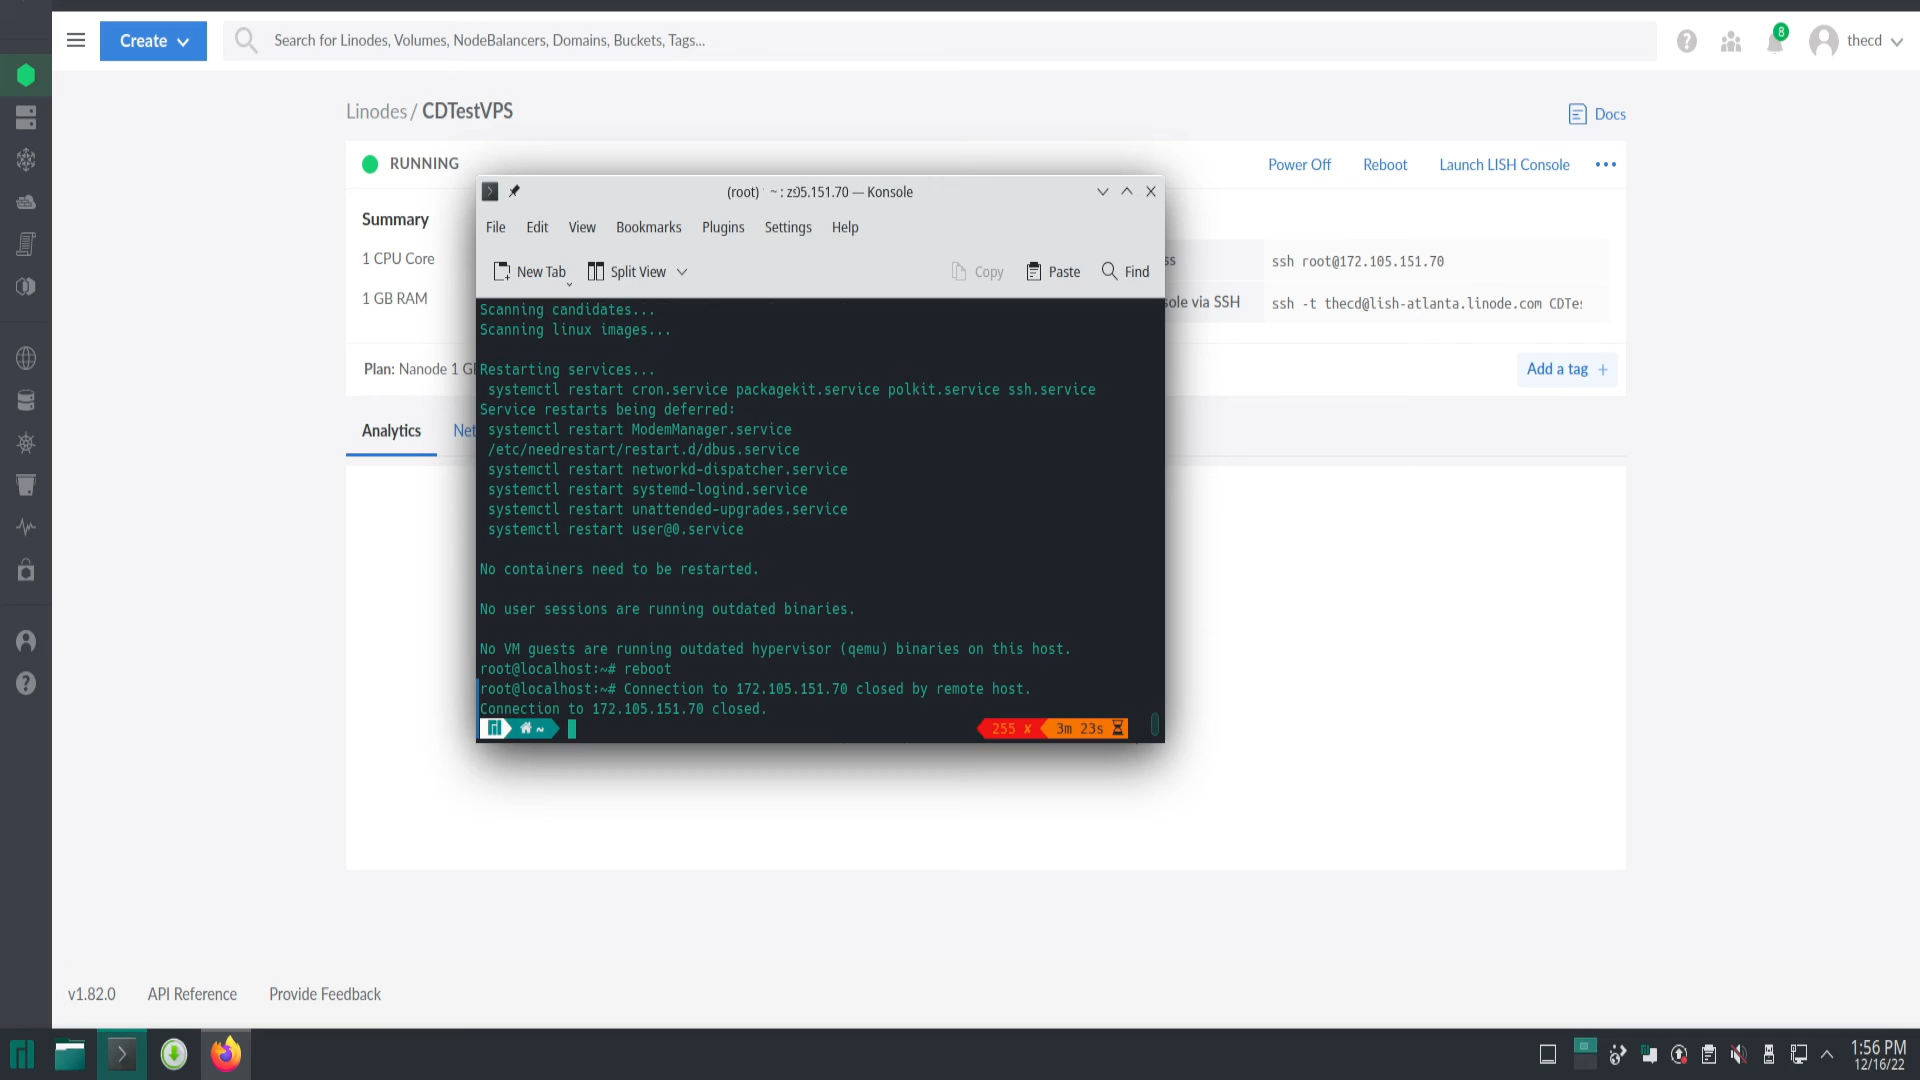 Create
Search for Linodes, Volumes, NodeBalancers, Domains, Buckets, Tags...
8
thecd
Linodes / CDTestVPS
Docs
RUNNING
Power Off
Reboot
Launch LISH Console
Summary
1 CPU Core
1 GB RAM
ssh root@172.105.151.70
ole via SSH
ssh -t thecd@lish-atlanta.linode.com CDTes
Plan: Nanode 1 G
Add a tag +
Analytics
Net
(root) ~ : 05.151.70 — Konsole
File Edit View Bookmarks Plugins Settings Help
New Tab
Split View
Copy
Paste
Find
Scanning candidates...
Scanning linux images...
Restarting services...
systemctl restart cron.service packagekit.service polkit.service ssh.service
Service restarts being deferred:
systemctl restart ModemManager.service
/etc/needrestart/restart.d/dbus.service
systemctl restart networkd-dispatcher.service
systemctl restart systemd-logind.service
systemctl restart unattended-upgrades.service
systemctl restart user@0.service
No containers need to be restarted.
No user sessions are running outdated binaries.
No VM guests are running outdated hypervisor (qemu) binaries on this host.
root@localhost:~# reboot
root@localhost:~# Connection to 172.105.151.70 closed by remote host.
Connection to 172.105.151.70 closed.
~
255 ✘ 3m 23s
v1.82.0
API Reference
Provide Feedback
1:56 PM
12/16/22